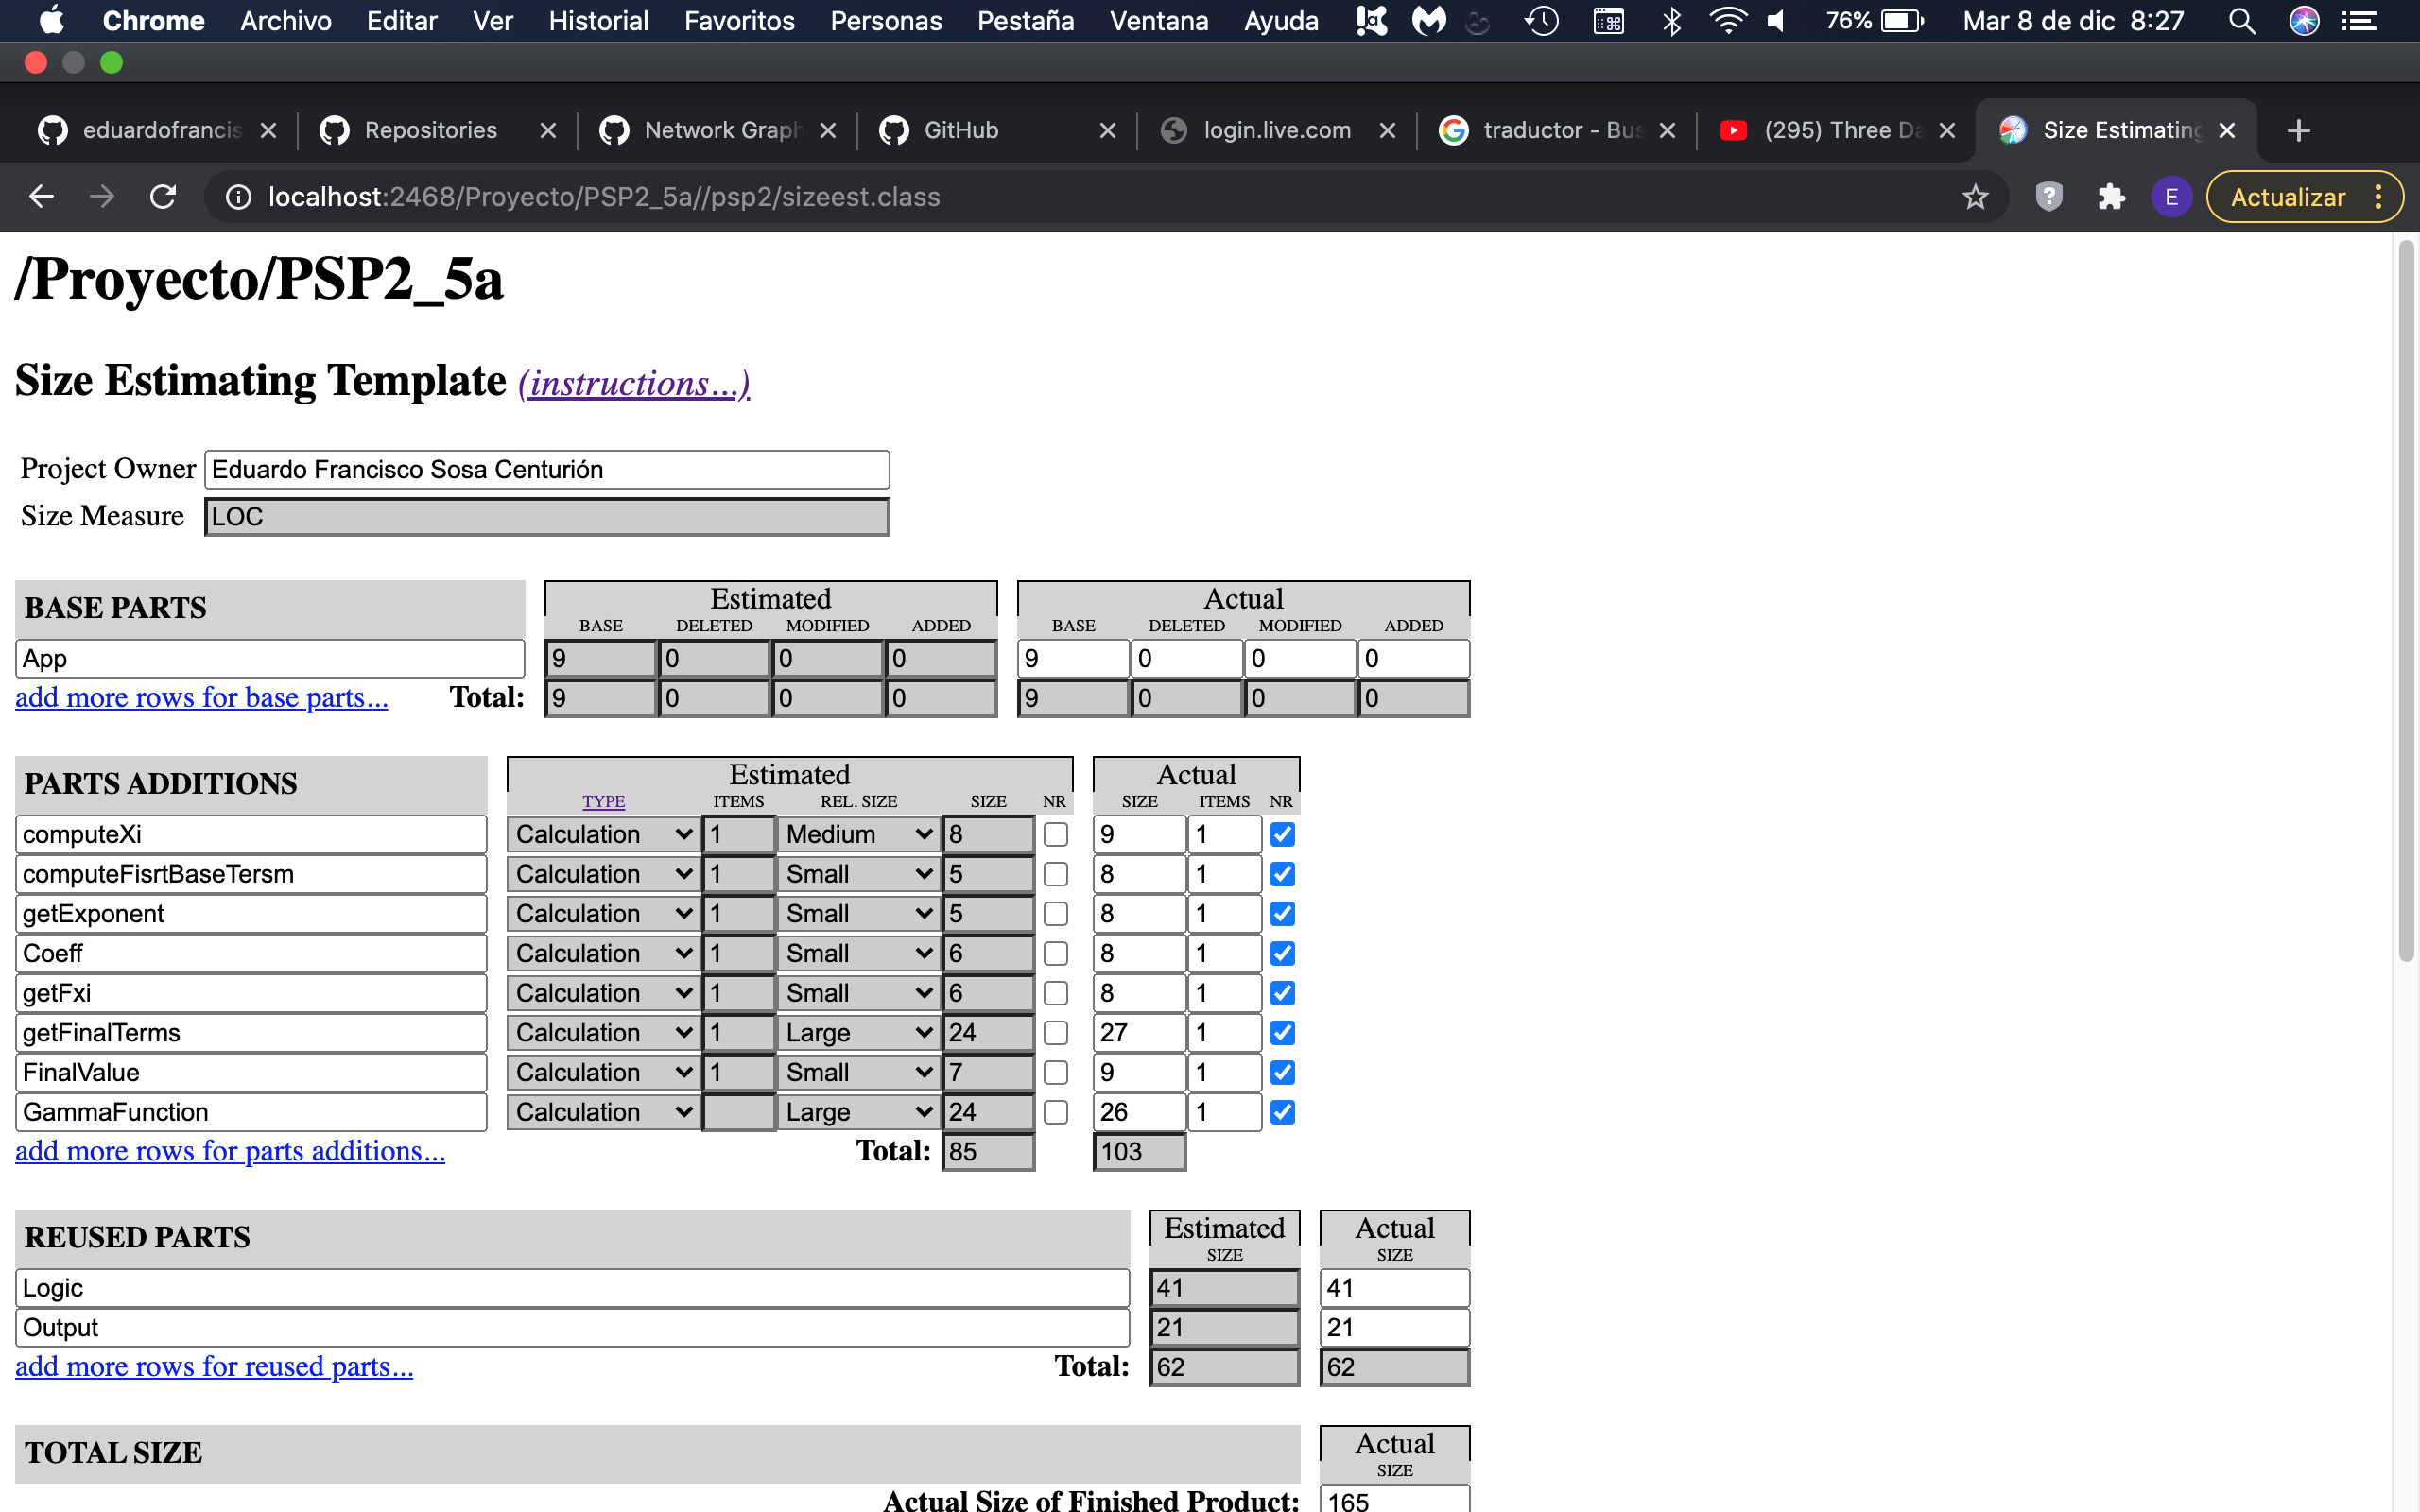 Chrome Archivo Editar Ver Historial Favoritos Personas Pestaña Ventana Ayuda 76% Mar 8 de dic 8:27
eduardofrancis Repositories Network Graph GitHub login.live.com traductor - Bus (295) Three Da Size Estimating
localhost:2468/Proyecto/PSP2_5a//psp2/sizeest.class E Actualizar
/Proyecto/PSP2_5a
Size Estimating Template (instructions...)
Project Owner Eduardo Francisco Sosa Centurión
Size Measure LOC
BASE PARTS Estimated Actual
BASE DELETED MODIFIED ADDED BASE DELETED MODIFIED ADDED
App 9 0 0 0 9 0 0 0
add more rows for base parts... Total: 9 0 0 0 9 0 0 0
PARTS ADDITIONS Estimated Actual
TYPE ITEMS REL. SIZE SIZE NR SIZE ITEMS NR
computeXi Calculation 1 Medium 8 9 1
computeFisrtBaseTersm Calculation 1 Small 5 8 1
getExponent Calculation 1 Small 5 8 1
Coeff Calculation 1 Small 6 8 1
getFxi Calculation 1 Small 6 8 1
getFinalTerms Calculation 1 Large 24 27 1
FinalValue Calculation 1 Small 7 9 1
GammaFunction Calculation Large 24 26 1
add more rows for parts additions... Total: 85 103
REUSED PARTS Estimated Actual
SIZE SIZE
Logic 41 41
Output 21 21
add more rows for reused parts... Total: 62 62
TOTAL SIZE Actual
SIZE
Actual Size of Finished Product: 165